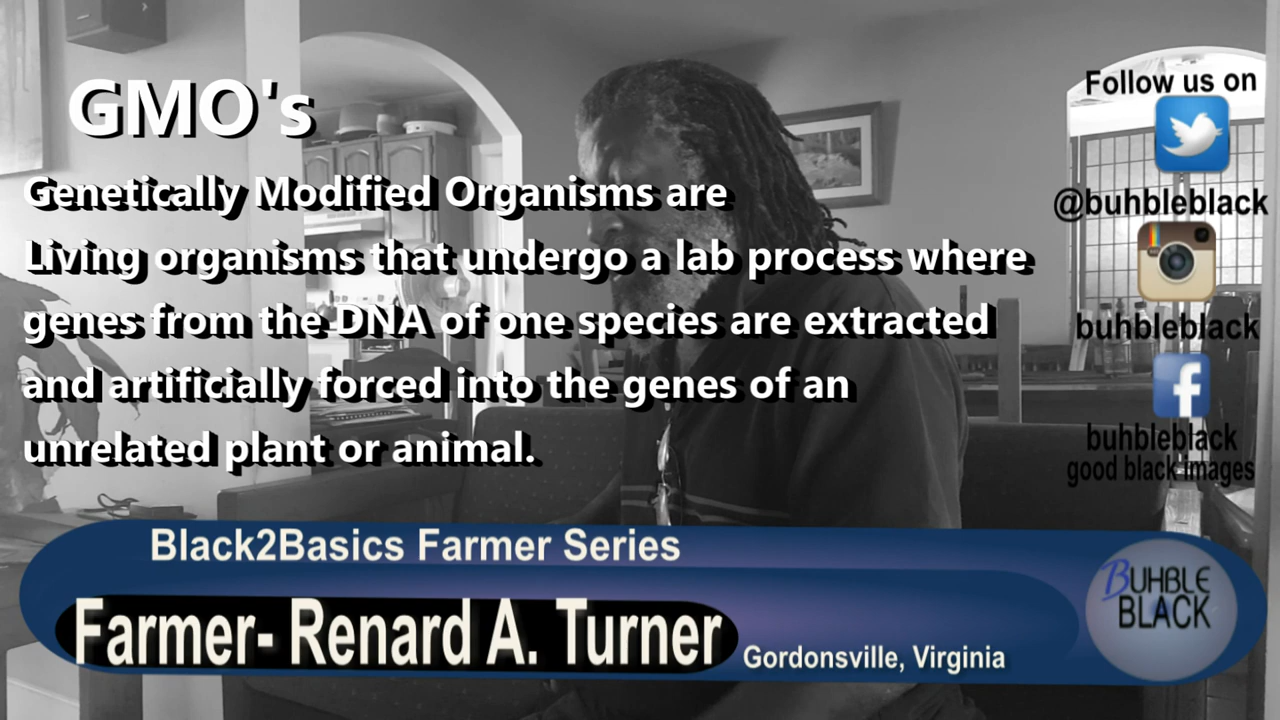 GMO's
Genetically Modified Organisms are
Living organisms that undergo a lab process where
genes from the DNA of one species are extracted
and artificially forced into the genes of an
unrelated plant or animal.
Follow us on
@buhbleblack
buhbleblack
buhbleblack
good black images
Black2Basics Farmer Series
Farmer- Renard A. Turner
Gordonsville, Virginia
BUHBLE
BLACK